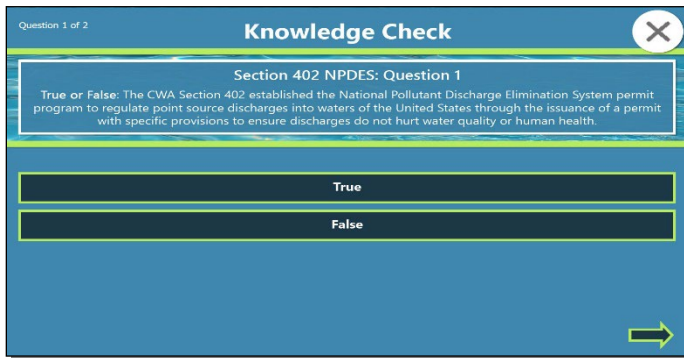 Question 1 of 2
Knowledge Check
Section 402 NPDES: Question 1
True or False: The CWA Section 402 established the National Pollutant Discharge Elimination System permit
program to regulate point source discharges into waters of the United States through the issuance of a permit
with specific provisions to ensure discharges do not hurt water quality or human health.
True
False